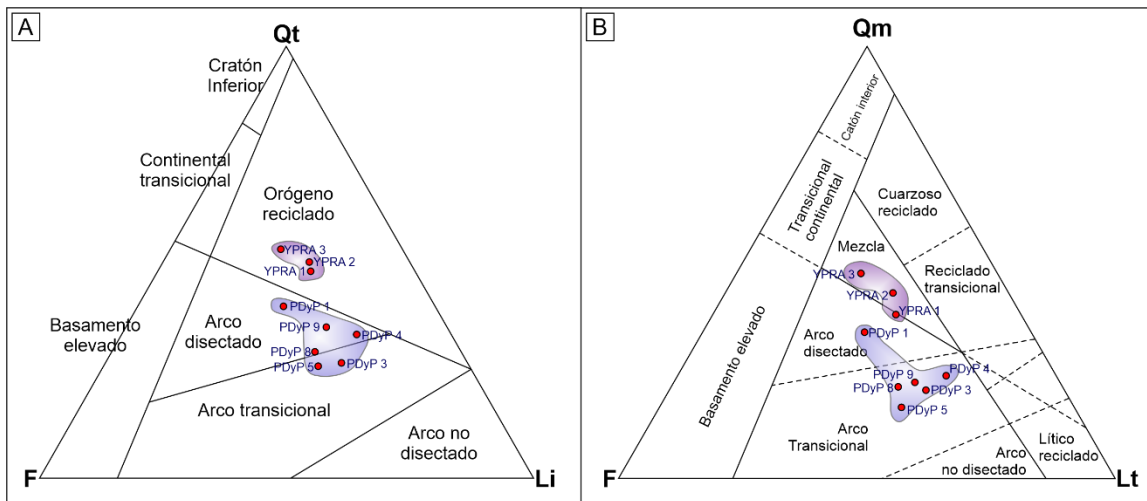 A
Qt
Cratón
Inferior
Continental
transicional
Orógeno
reciclado
YPRA 3
YPRA 2
YPRA 1
PDyP 1
PDyP 9
PDyP 4
PDyP 8
PDyP 3
PDyP 5
Basamento
elevado
Arco
disectado
Arco transicional
Arco no
disectado
F
Li
B
Qm
Catón interior
Transicional
continental
Cuarzoso
reciclado
Mezcla
YPRA 3
YPRA 2
YPRA 1
Reciclado
transicional
Basamento elevado
Arco
disectado
PDyP 1
PDyP 9
PDyP 4
PDyP 8
PDyP 3
PDyP 5
Arco
Transicional
Arco
no disectado
Lítico
reciclado
F
Lt